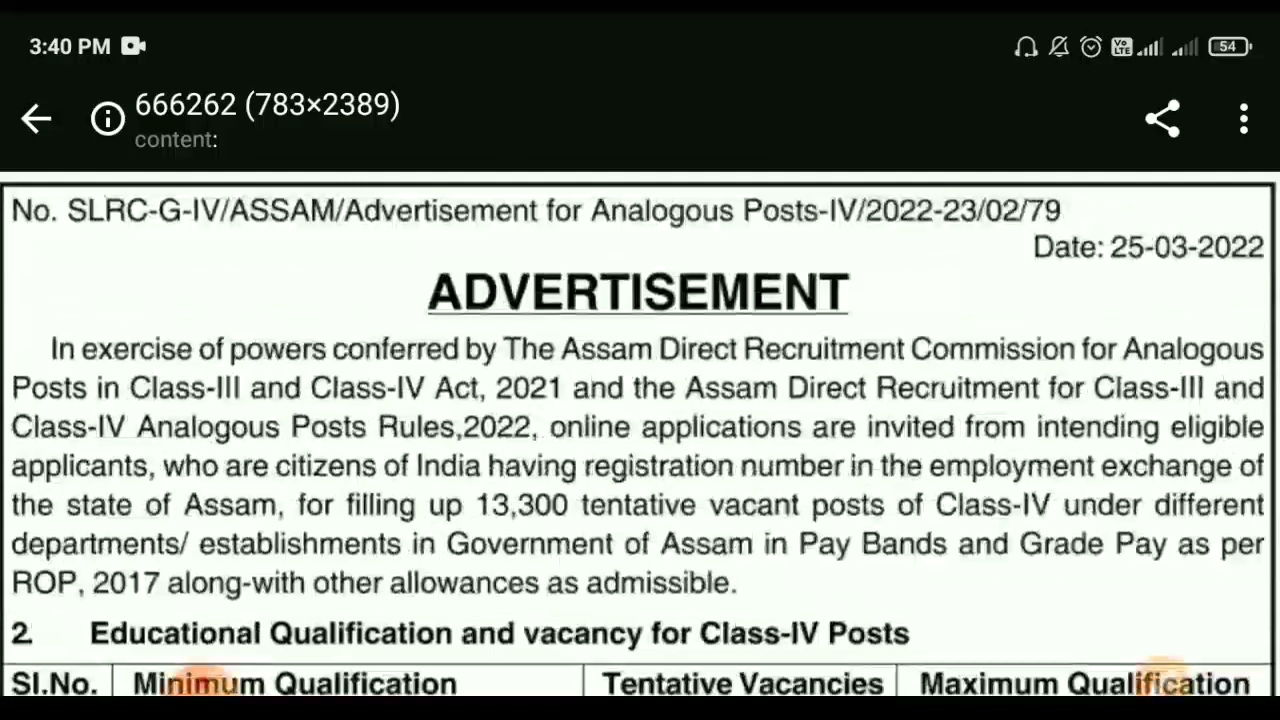 3:40 PM
Vo LTE
54
666262 (783×2389)
content:
No. SLRC-G-IV/ASSAM/Advertisement for Analogous Posts-IV/2022-23/02/79
Date: 25-03-2022
ADVERTISEMENT
In exercise of powers conferred by The Assam Direct Recruitment Commission for Analogous
Posts in Class-III and Class-IV Act, 2021 and the Assam Direct Recruitment for Class-III and
Class-IV Analogous Posts Rules,2022, online applications are invited from intending eligible
applicants, who are citizens of India having registration number in the employment exchange of
the state of Assam, for filling up 13,300 tentative vacant posts of Class-IV under different
departments/ establishments in Government of Assam in Pay Bands and Grade Pay as per
ROP, 2017 along-with other allowances as admissible.
2. Educational Qualification and vacancy for Class-IV Posts
Sl.No. Minimum Qualification Tentative Vacancies Maximum Qualification